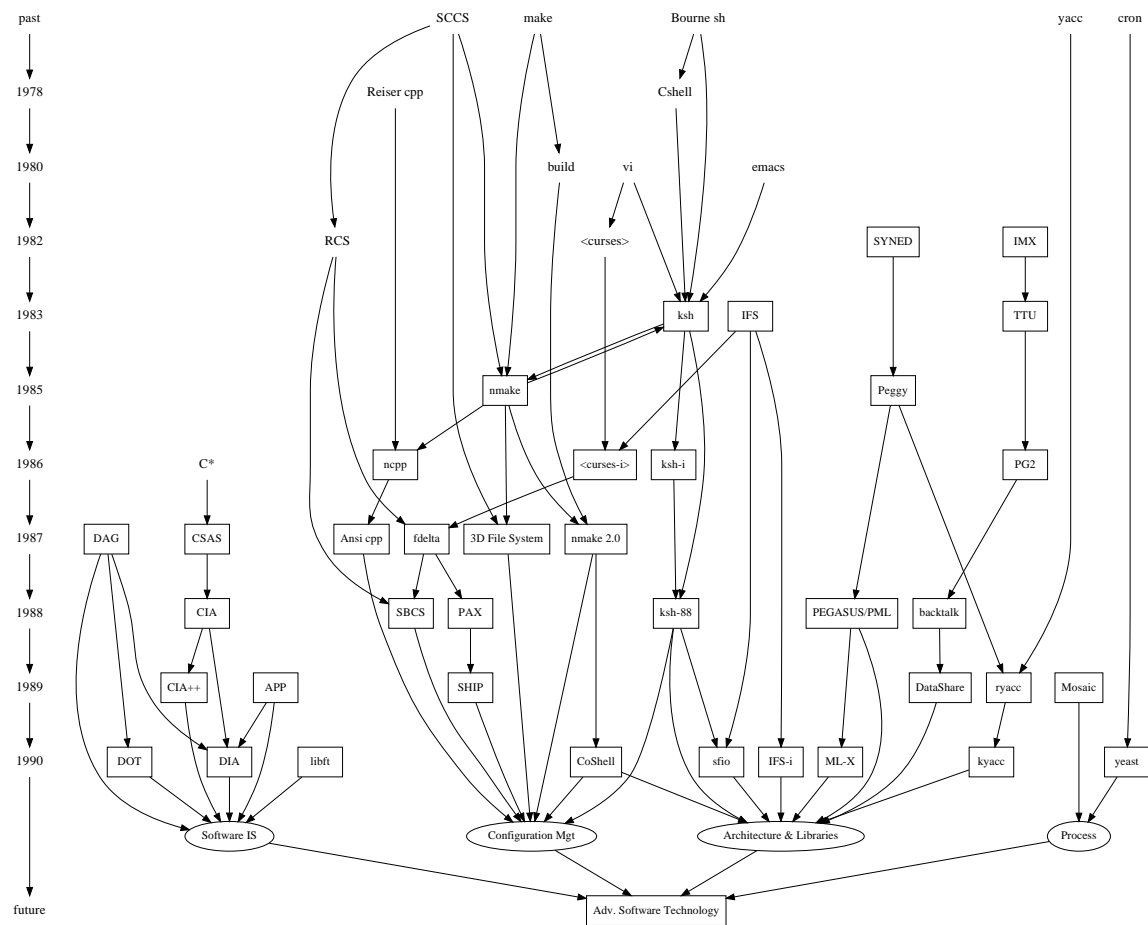 past SCCS make Bourne sh yacc cron
1978 Reiser cpp Cshell
1980 build vi emacs
1982 RCS <curses> SYNED IMX
1983 ksh IFS TTU
1985 nmake Peggy
1986 C* ncpp <curses-i> ksh-i PG2
1987 DAG CSAS Ansi cpp fdelta 3D File System nmake 2.0
1988 CIA SBCS PAX ksh-88 PEGASUS/PML backtalk
1989 CIA++ APP SHIP DataShare ryacc Mosaic
1990 DOT DIA libft CoShell sfio IFS-i ML-X kyacc yeast
Software IS Configuration Mgt Architecture & Libraries Process
future Adv. Software Technology